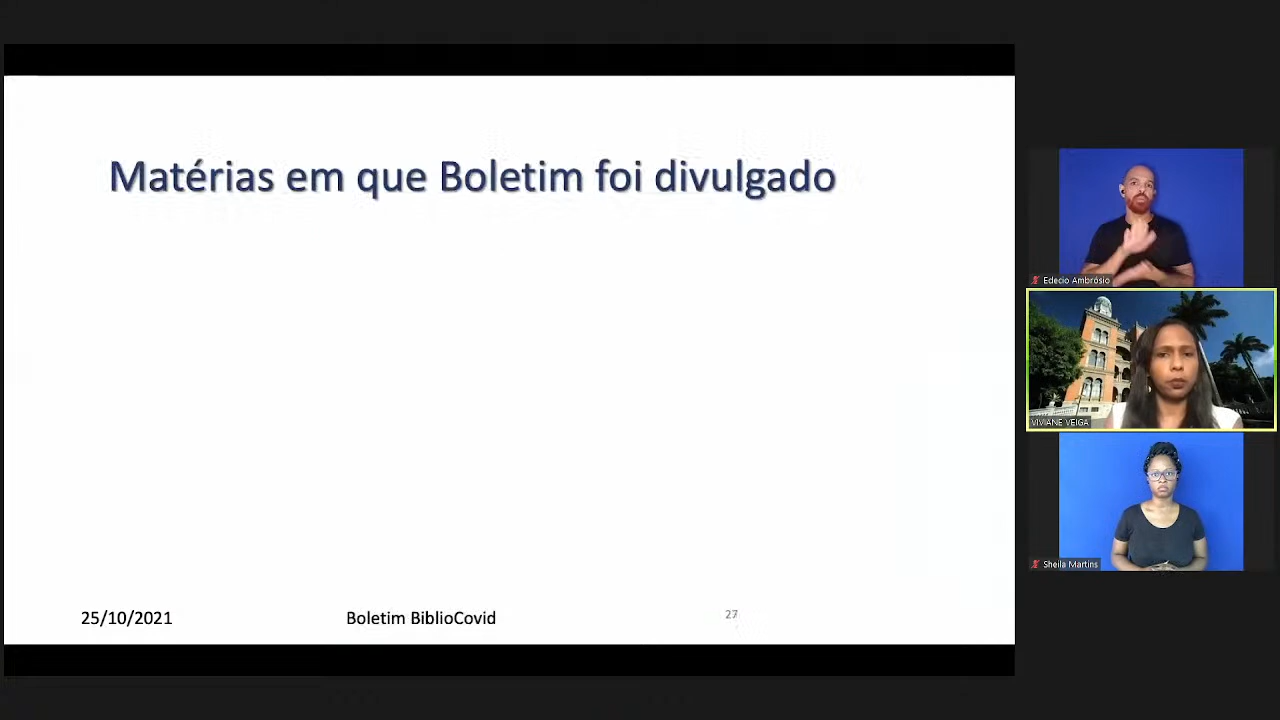 Matérias em que Boletim foi divulgado
25/10/2021
Boletim BiblioCovid
27
Edecio Ambrósio
VIVIANE VEIGA
Sheila Martins